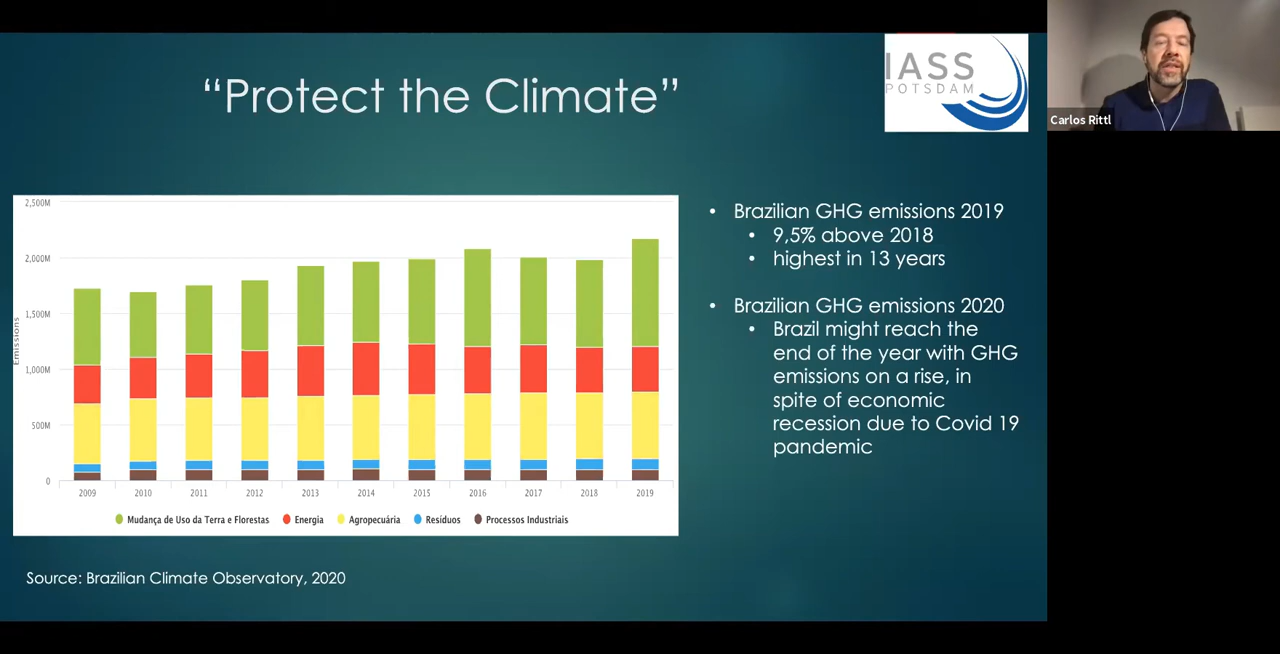 “Protect the Climate”
IASS
POTSDAM
Carlos Rittl
2,500M
2,000M
1,500M
1,000M
500M
0
Emissions
2009 2010 2011 2012 2013 2014 2015 2016 2017 2018 2019
Mudança de Uso da Terra e Florestas Energia Agropecuária Resíduos Processos Industriais
• Brazilian GHG emissions 2019
• 9,5% above 2018
• highest in 13 years
• Brazilian GHG emissions 2020
• Brazil might reach the
end of the year with GHG
emissions on a rise, in
spite of economic
recession due to Covid 19
pandemic
Source: Brazilian Climate Observatory, 2020